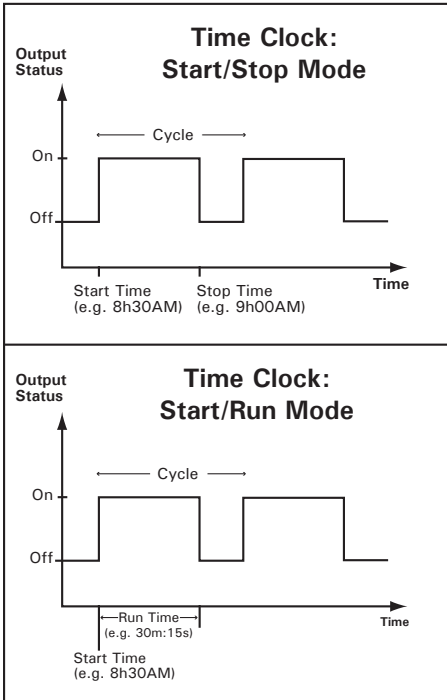 Time Clock:
Start/Stop Mode
Output
Status
Cycle
On
Off
Time
Start Time
(e.g. 8h30AM)
Stop Time
(e.g. 9h00AM)
Time Clock:
Start/Run Mode
Output
Status
Cycle
On
Off
Run Time
(e.g. 30m:15s)
Time
Start Time
(e.g. 8h30AM)